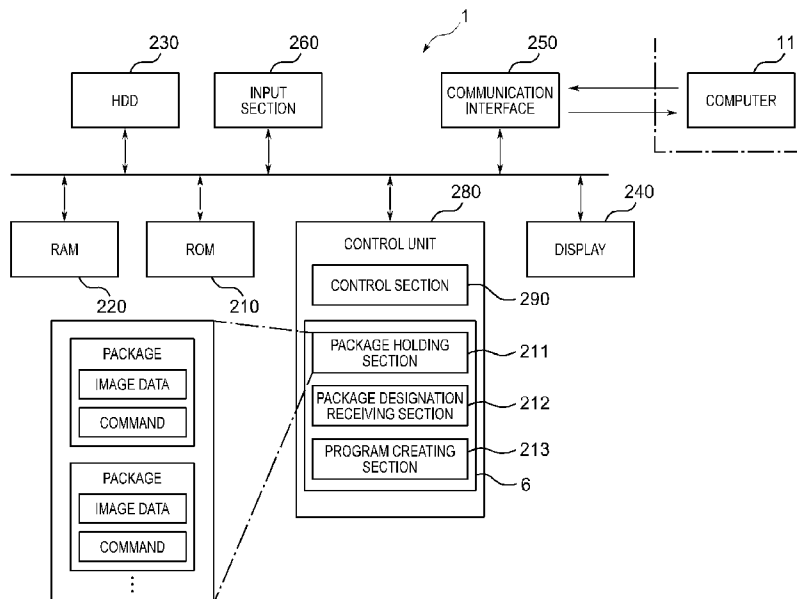 1
230
260
250
11
HDD
INPUT
SECTION
COMMUNICATION
INTERFACE
COMPUTER
280
240
RAM
ROM
CONTROL UNIT
DISPLAY
220
210
CONTROL SECTION
290
PACKAGE
IMAGE DATA
COMMAND
PACKAGE
IMAGE DATA
COMMAND
⋮
PACKAGE HOLDING
SECTION
211
PACKAGE DESIGNATION
RECEIVING SECTION
212
PROGRAM CREATING
SECTION
213
6